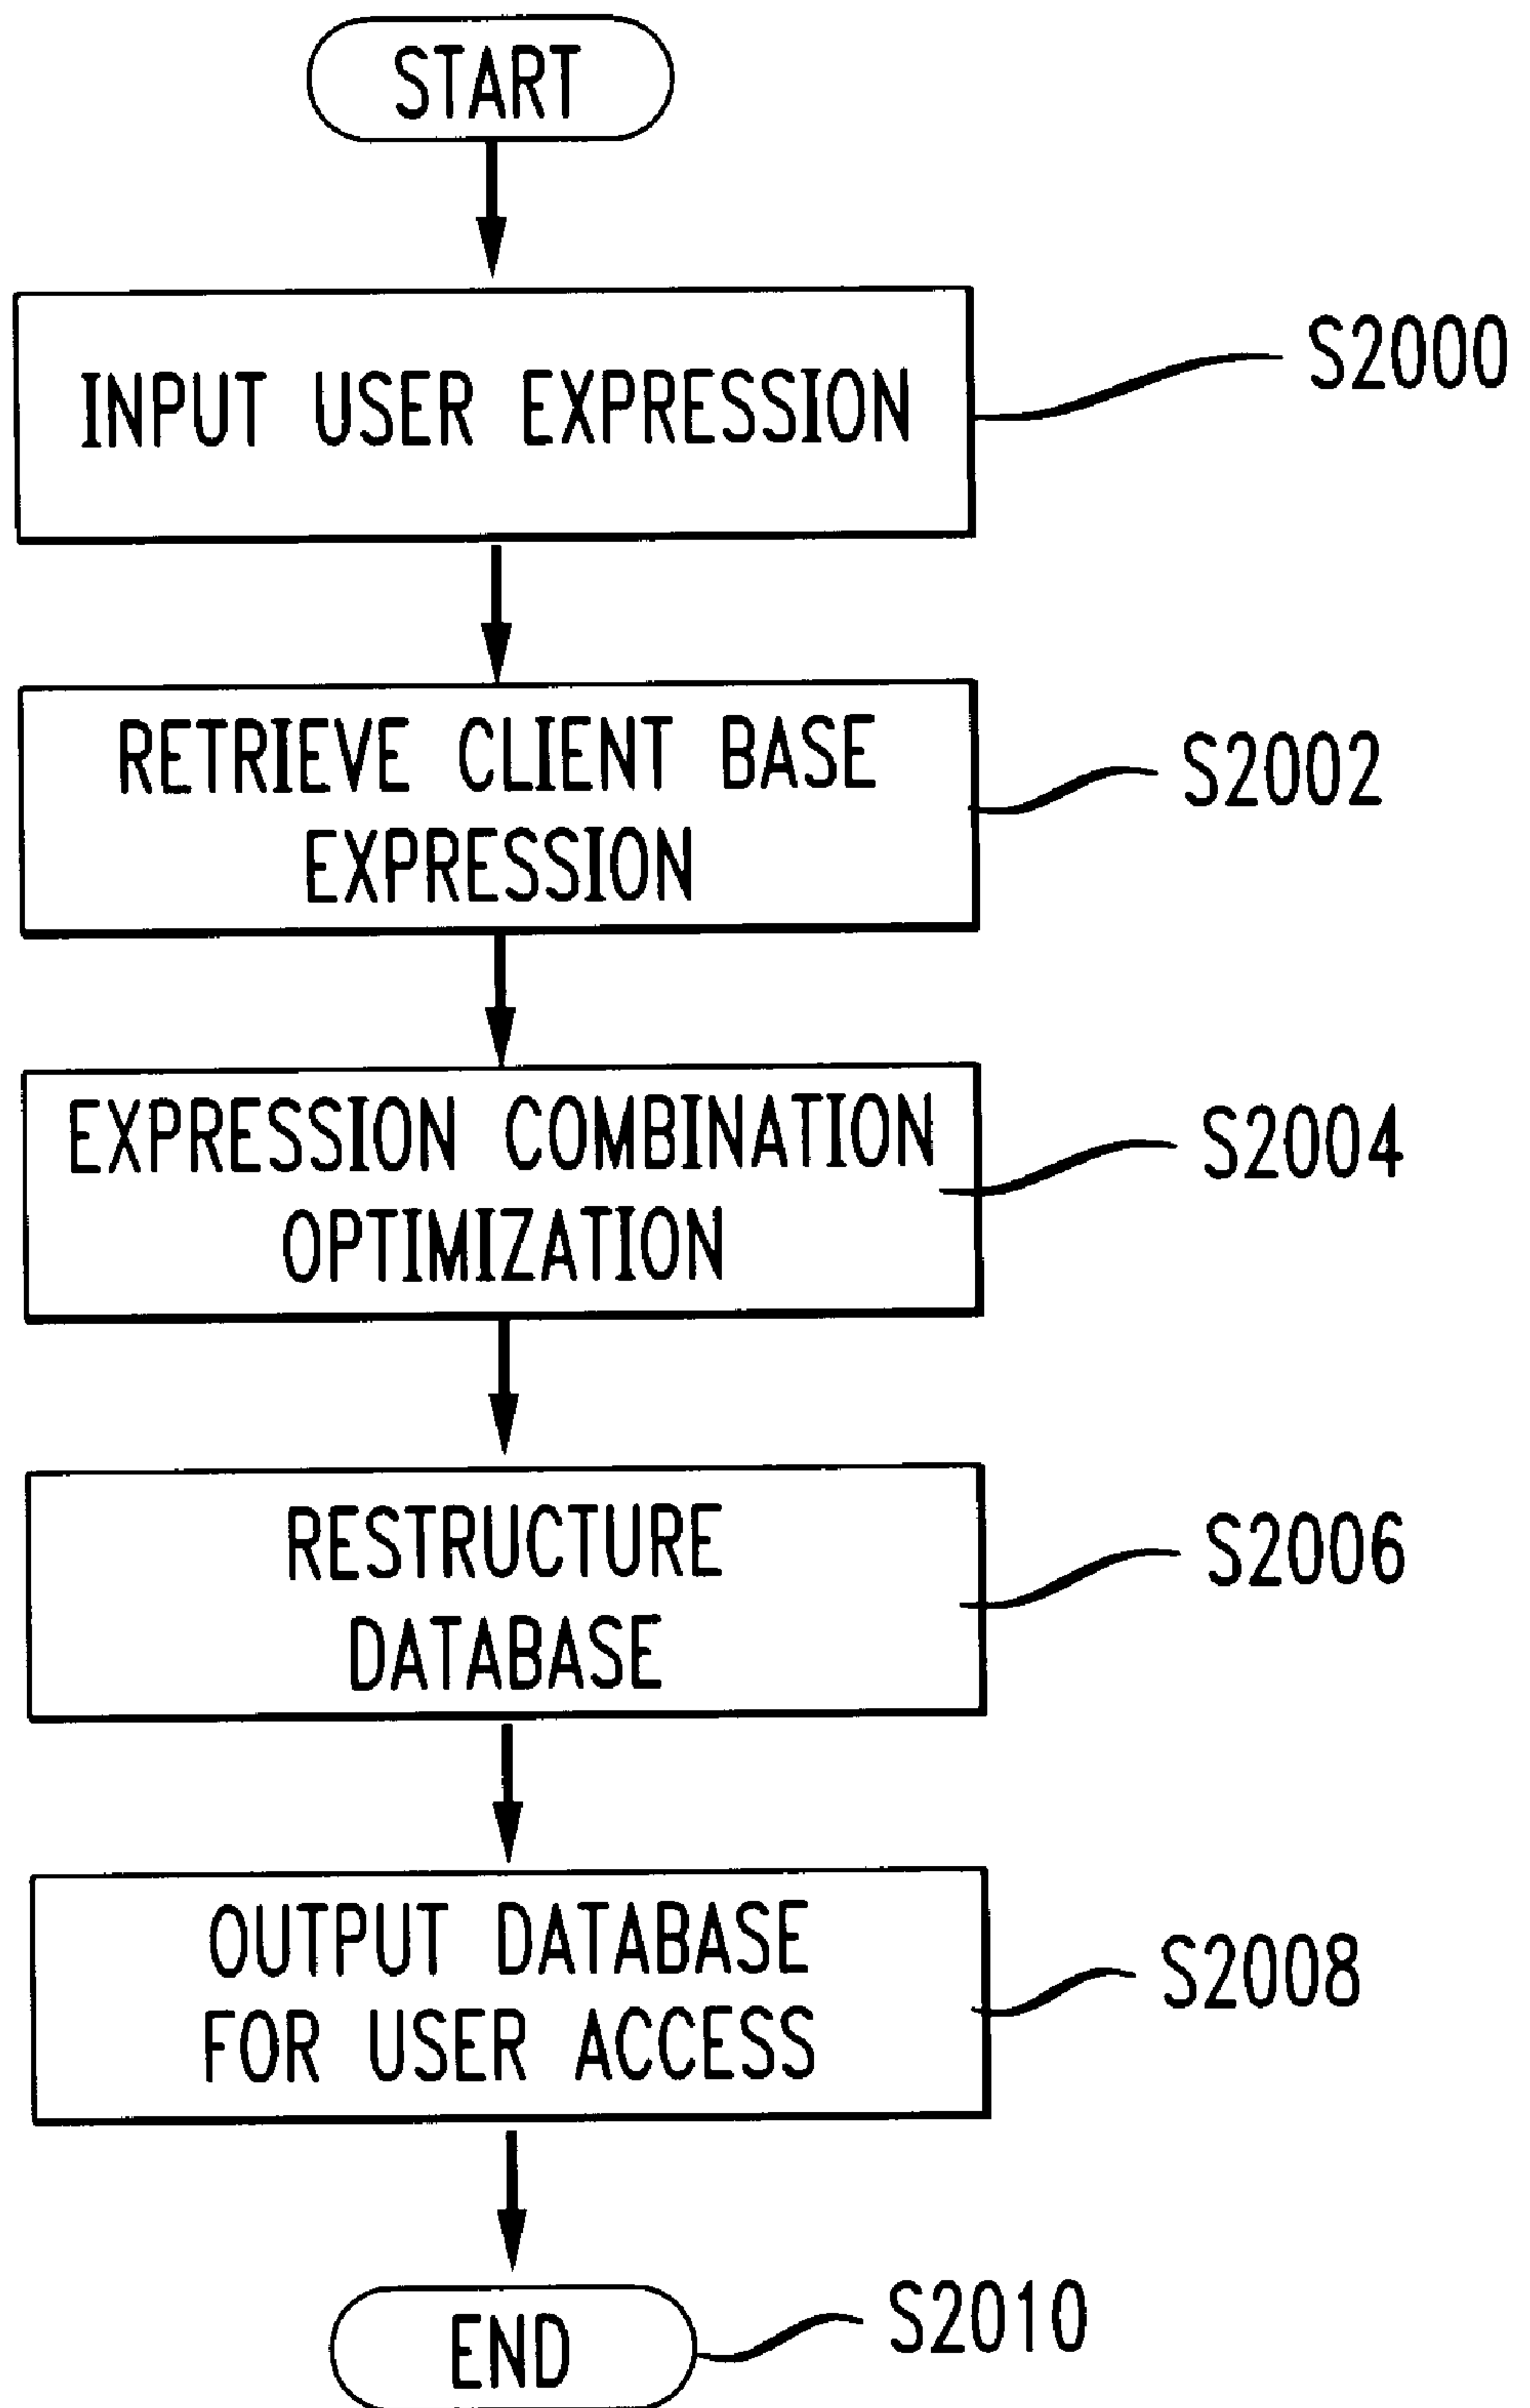 START
INPUT USER EXPRESSION
S2000
RETRIEVE CLIENT BASE
EXPRESSION
S2002
EXPRESSION COMBINATION
OPTIMIZATION
S2004
RESTRUCTURE
DATABASE
S2006
OUTPUT DATABASE
FOR USER ACCESS
S2008
END
S2010